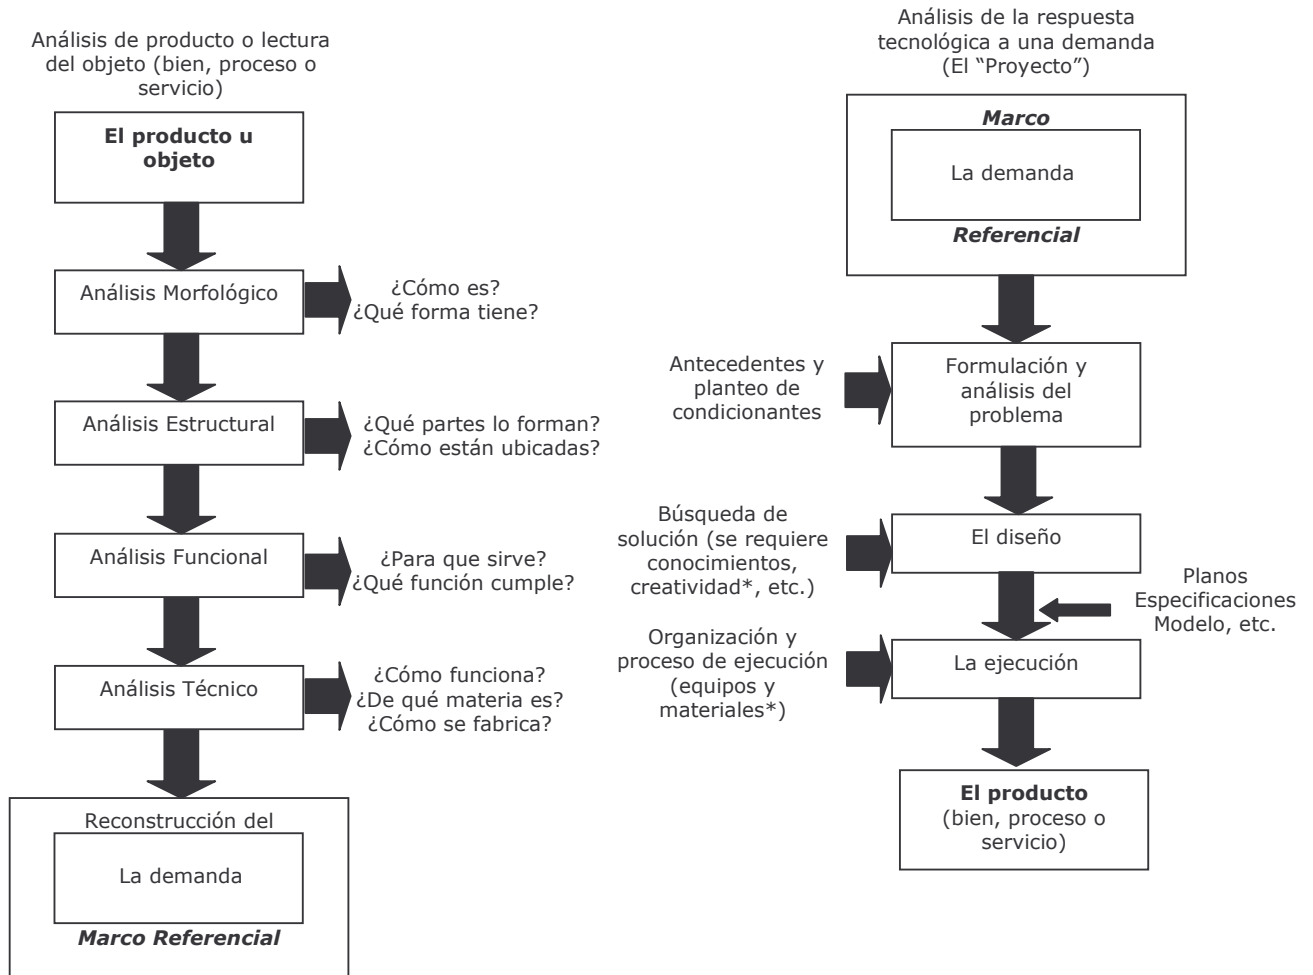 Análisis de producto o lectura
del objeto (bien, proceso o
servicio)
El producto u
objeto
Análisis Morfológico
¿Cómo es?
¿Qué forma tiene?
Análisis Estructural
¿Qué partes lo forman?
¿Cómo están ubicadas?
Análisis Funcional
¿Para que sirve?
¿Qué función cumple?
Análisis Técnico
¿Cómo funciona?
¿De qué materia es?
¿Cómo se fabrica?
Reconstrucción del
La demanda
Marco Referencial
Análisis de la respuesta
tecnológica a una demanda
(El “Proyecto”)
Marco
La demanda
Referencial
Antecedentes y
planteo de
condicionantes
Formulación y
análisis del
problema
Búsqueda de
solución (se requiere
conocimientos,
creatividad*, etc.)
El diseño
Planos
Especificaciones
Modelo, etc.
Organización y
proceso de ejecución
(equipos y
materiales*)
La ejecución
El producto
(bien, proceso o
servicio)